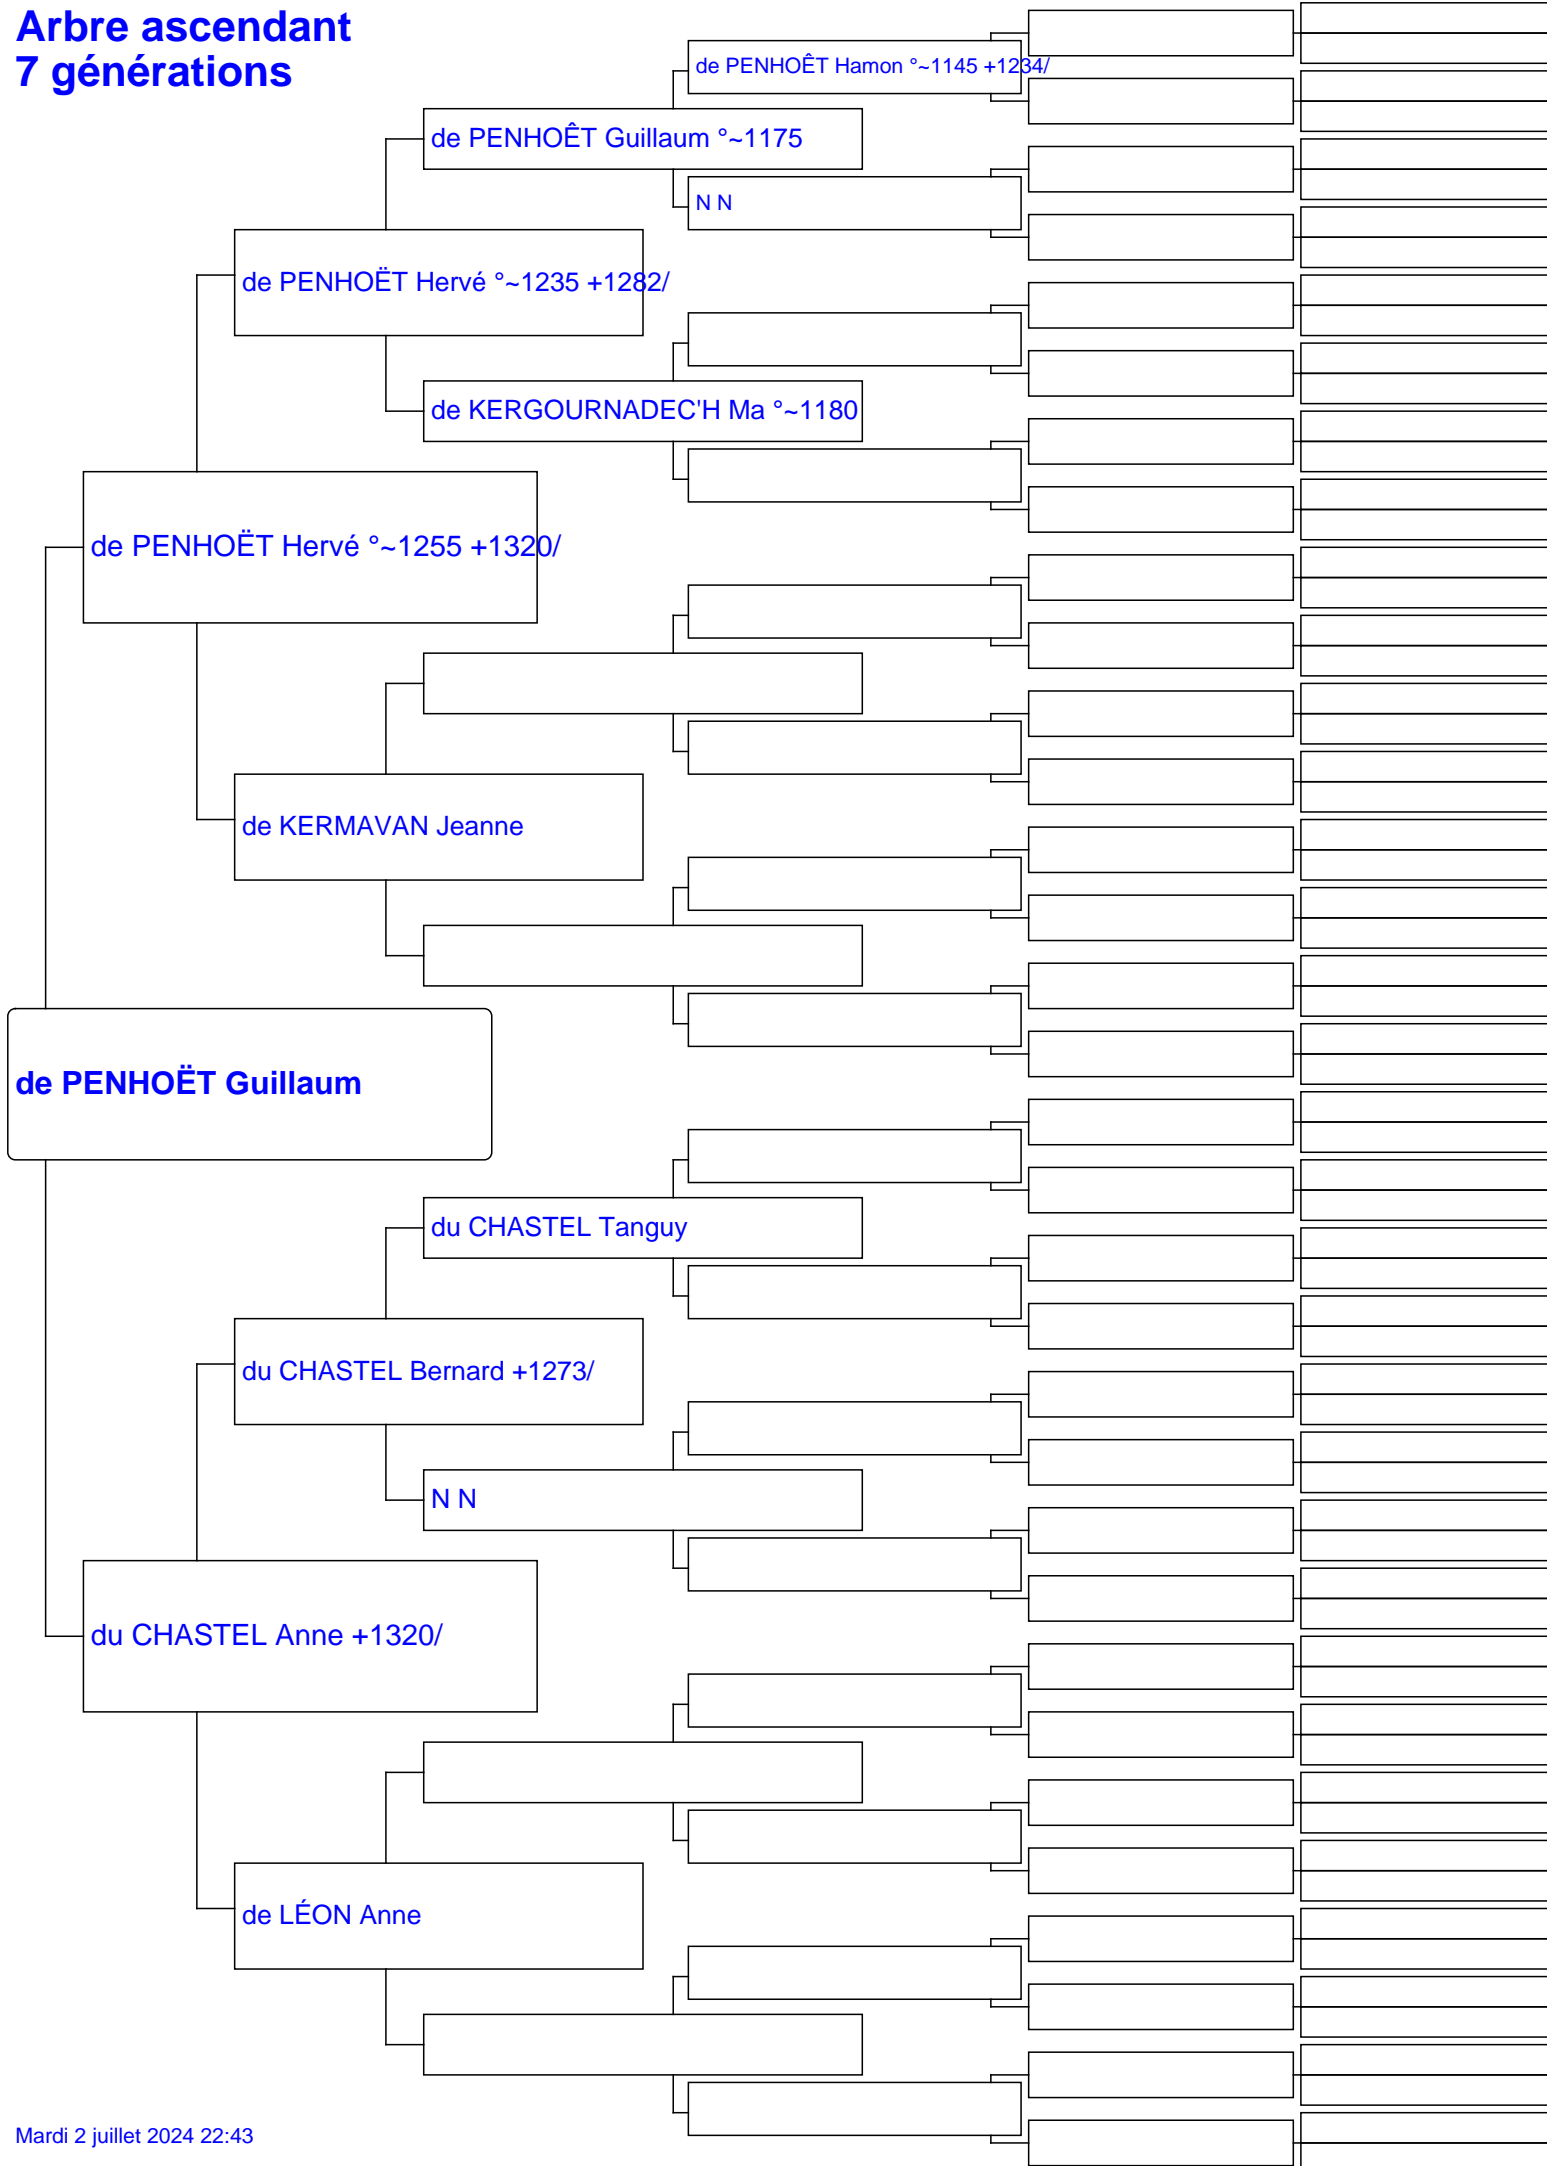 Arbre ascendant
7 générations
de PENHOÊT Hamon °~1145 +1234/
de PENHOÊT Guillaum °~1175
N N
de PENHOËT Hervé °~1235 +1282/
de KERGOURNADEC'H Ma °~1180
de PENHOËT Hervé °~1255 +1320/
de KERMAVAN Jeanne
de PENHOËT Guillaum
du CHASTEL Tanguy
du CHASTEL Bernard +1273/
N N
du CHASTEL Anne +1320/
de LÉON Anne
Mardi 2 juillet 2024 22:43